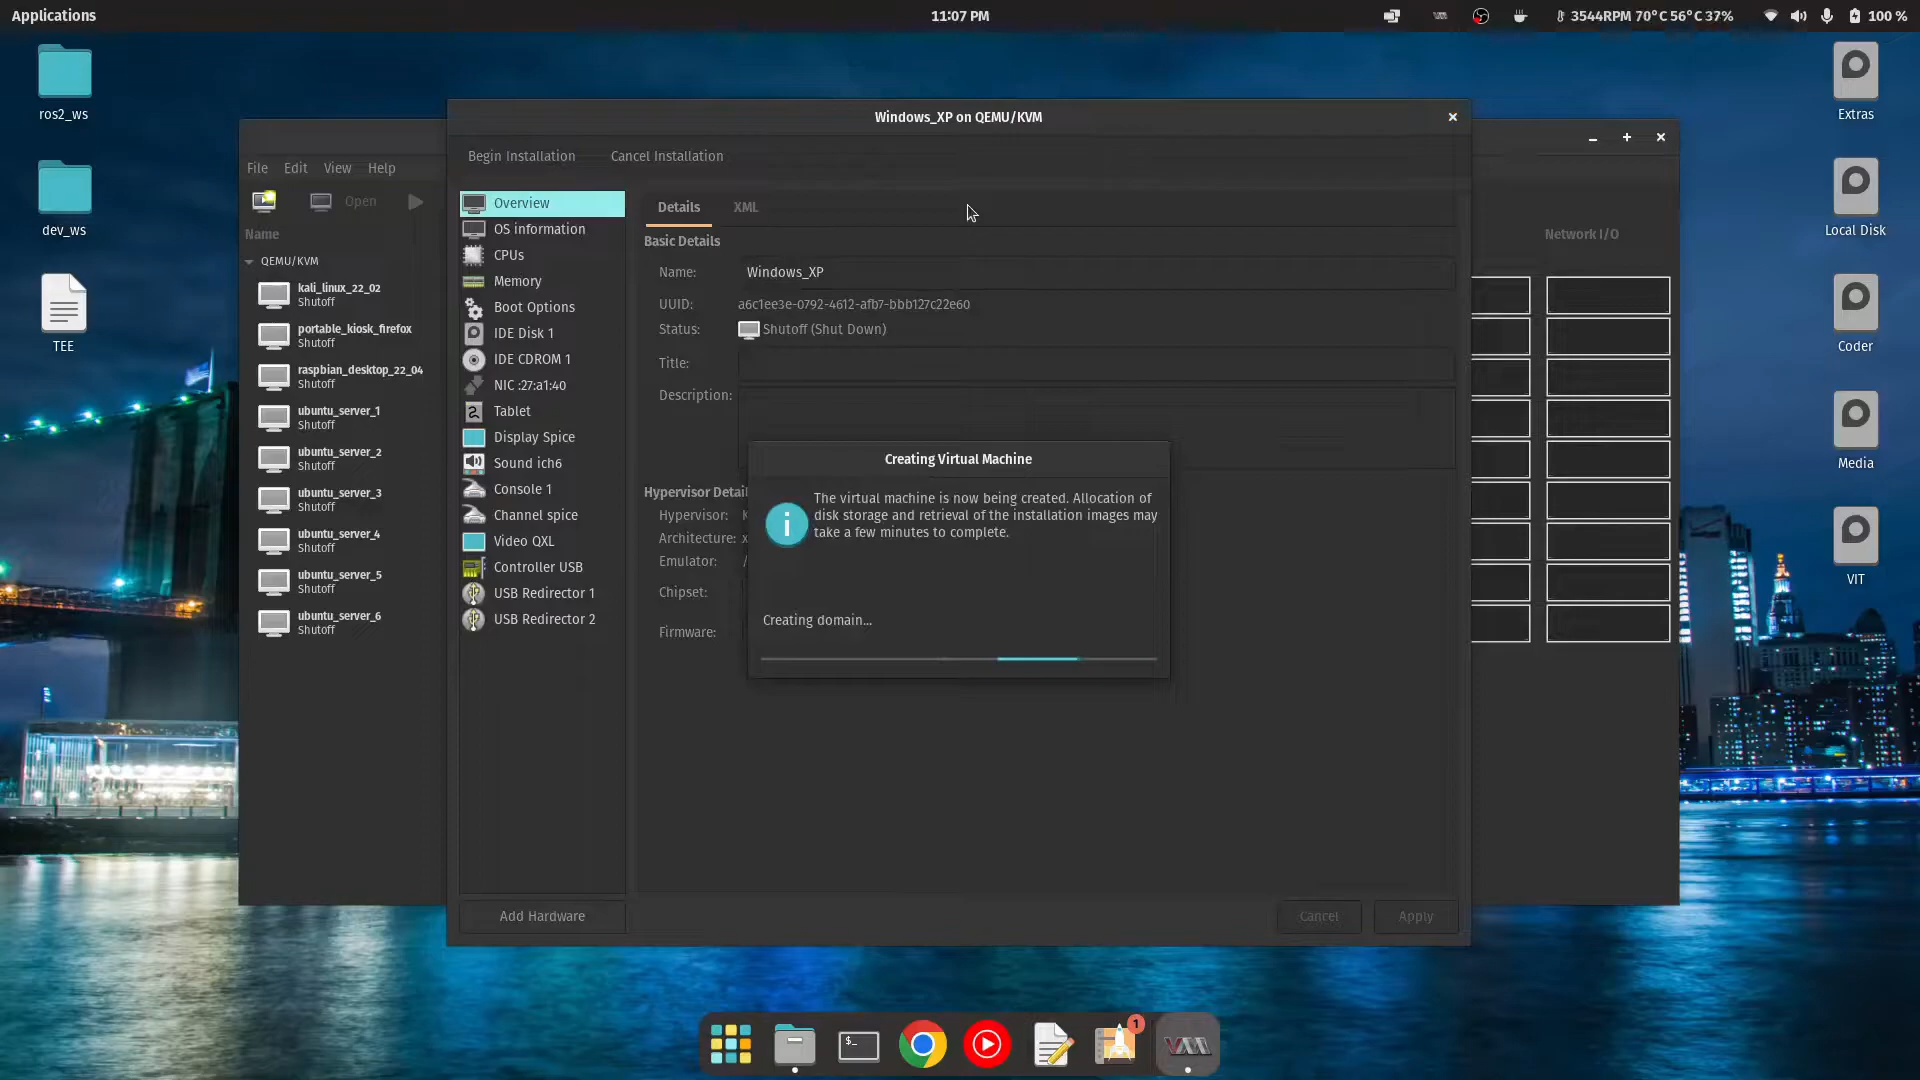 Applications
11:07 PM
3544RPM 70°C 56°C 37%
100 %
ros2_ws
dev_ws
TEE
Extras
Local Disk
Coder
Media
VIT
File Edit View Help
Open
Name
Network I/O
QEMU/KVM
kali_linux_22_02
Shutoff
portable_kiosk_firefox
Shutoff
raspbian_desktop_22_04
Shutoff
ubuntu_server_1
Shutoff
ubuntu_server_2
Shutoff
ubuntu_server_3
Shutoff
ubuntu_server_4
Shutoff
ubuntu_server_5
Shutoff
ubuntu_server_6
Shutoff
Windows_XP on QEMU/KVM
Begin Installation Cancel Installation
Overview
OS information
CPUs
Memory
Boot Options
IDE Disk 1
IDE CDROM 1
NIC :27:a1:40
Tablet
Display Spice
Sound ich6
Console 1
Channel spice
Video QXL
Controller USB
USB Redirector 1
USB Redirector 2
Add Hardware
Details XML
Basic Details
Name: Windows_XP
UUID: a6c1ee3e-0792-4612-afb7-bbb127c22e60
Status: Shutoff (Shut Down)
Title:
Description:
Hypervisor:
Architecture:
Emulator:
Chipset:
Firmware:
Creating Virtual Machine
The virtual machine is now being created. Allocation of
disk storage and retrieval of the installation images may
take a few minutes to complete.
Creating domain...
Cancel Apply
1